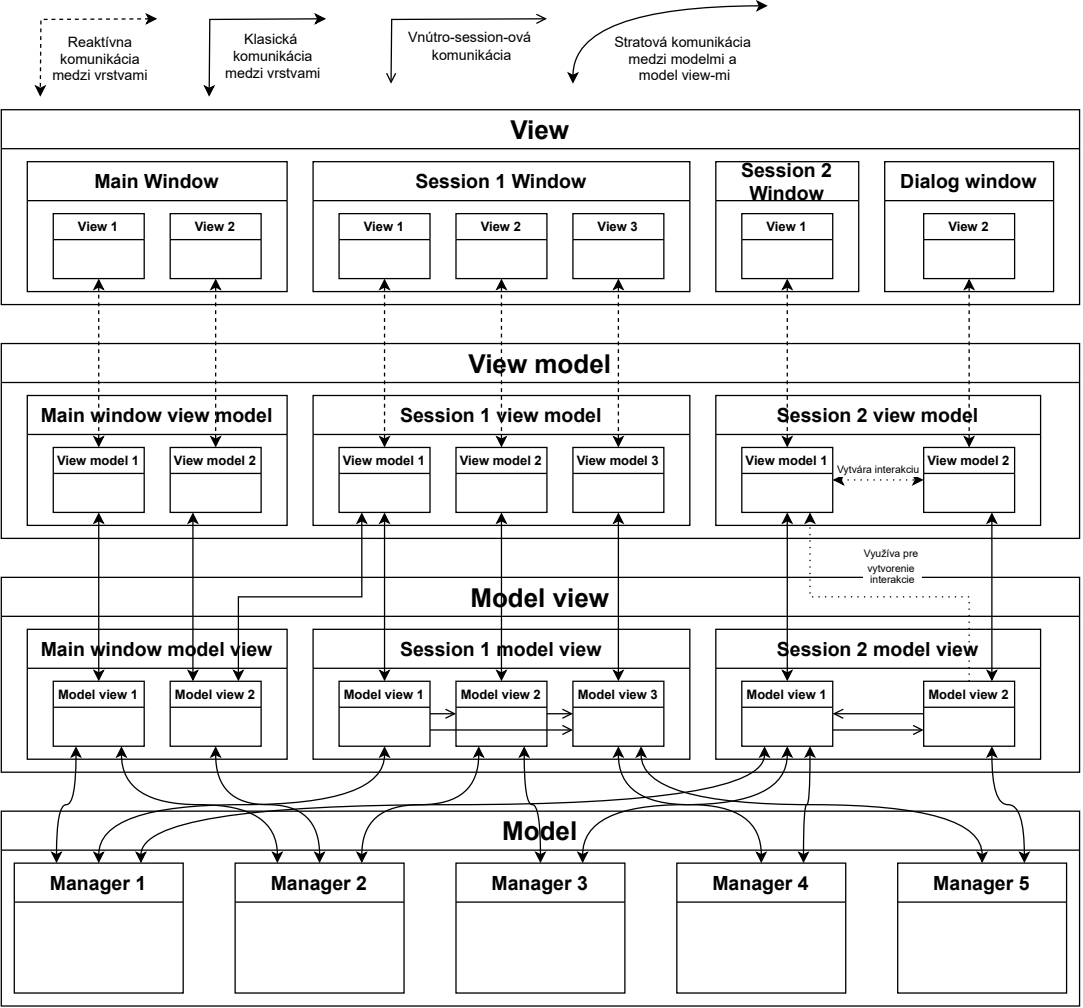 Reaktívna
komunikácia
medzi vrstvami
Klasická
komunikácia
medzi vrstvami
Vnútro-session-ová
komunikácia
Stratová komunikácia
medzi modelmi a
model view-mi
View
Main Window
Session 1 Window
Session 2
Window
Dialog window
View 1
View 2
View 1
View 2
View 3
View 1
View 2
View model
Main window view model
Session 1 view model
Session 2 view model
View model 1
View model 2
View model 1
View model 2
View model 3
View model 1
View model 2
Vytvára interakciu
Využíva pre
vytvorenie
interakcie
Model view
Main window model view
Session 1 model view
Session 2 model view
Model view 1
Model view 2
Model view 1
Model view 2
Model view 3
Model view 1
Model view 2
Model
Manager 1
Manager 2
Manager 3
Manager 4
Manager 5